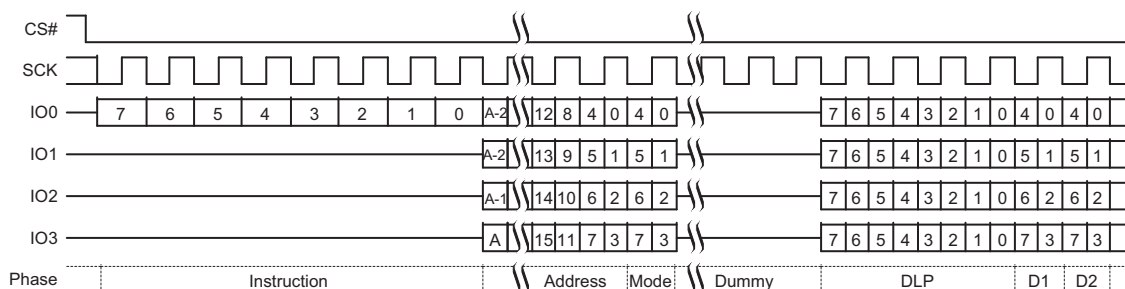 CS#
SCK
IO0 7 6 5 4 3 2 1 0 A-2 12 8 4 0 4 0 7 6 5 4 3 2 1 0 4 0 4 0
IO1 A-2 13 9 5 1 5 1 7 6 5 4 3 2 1 0 5 1 5 1
IO2 A-1 14 10 6 2 6 2 7 6 5 4 3 2 1 0 6 2 6 2
IO3 A 15 11 7 3 7 3 7 6 5 4 3 2 1 0 7 3 7 3
Phase Instruction Address Mode Dummy DLP D1 D2